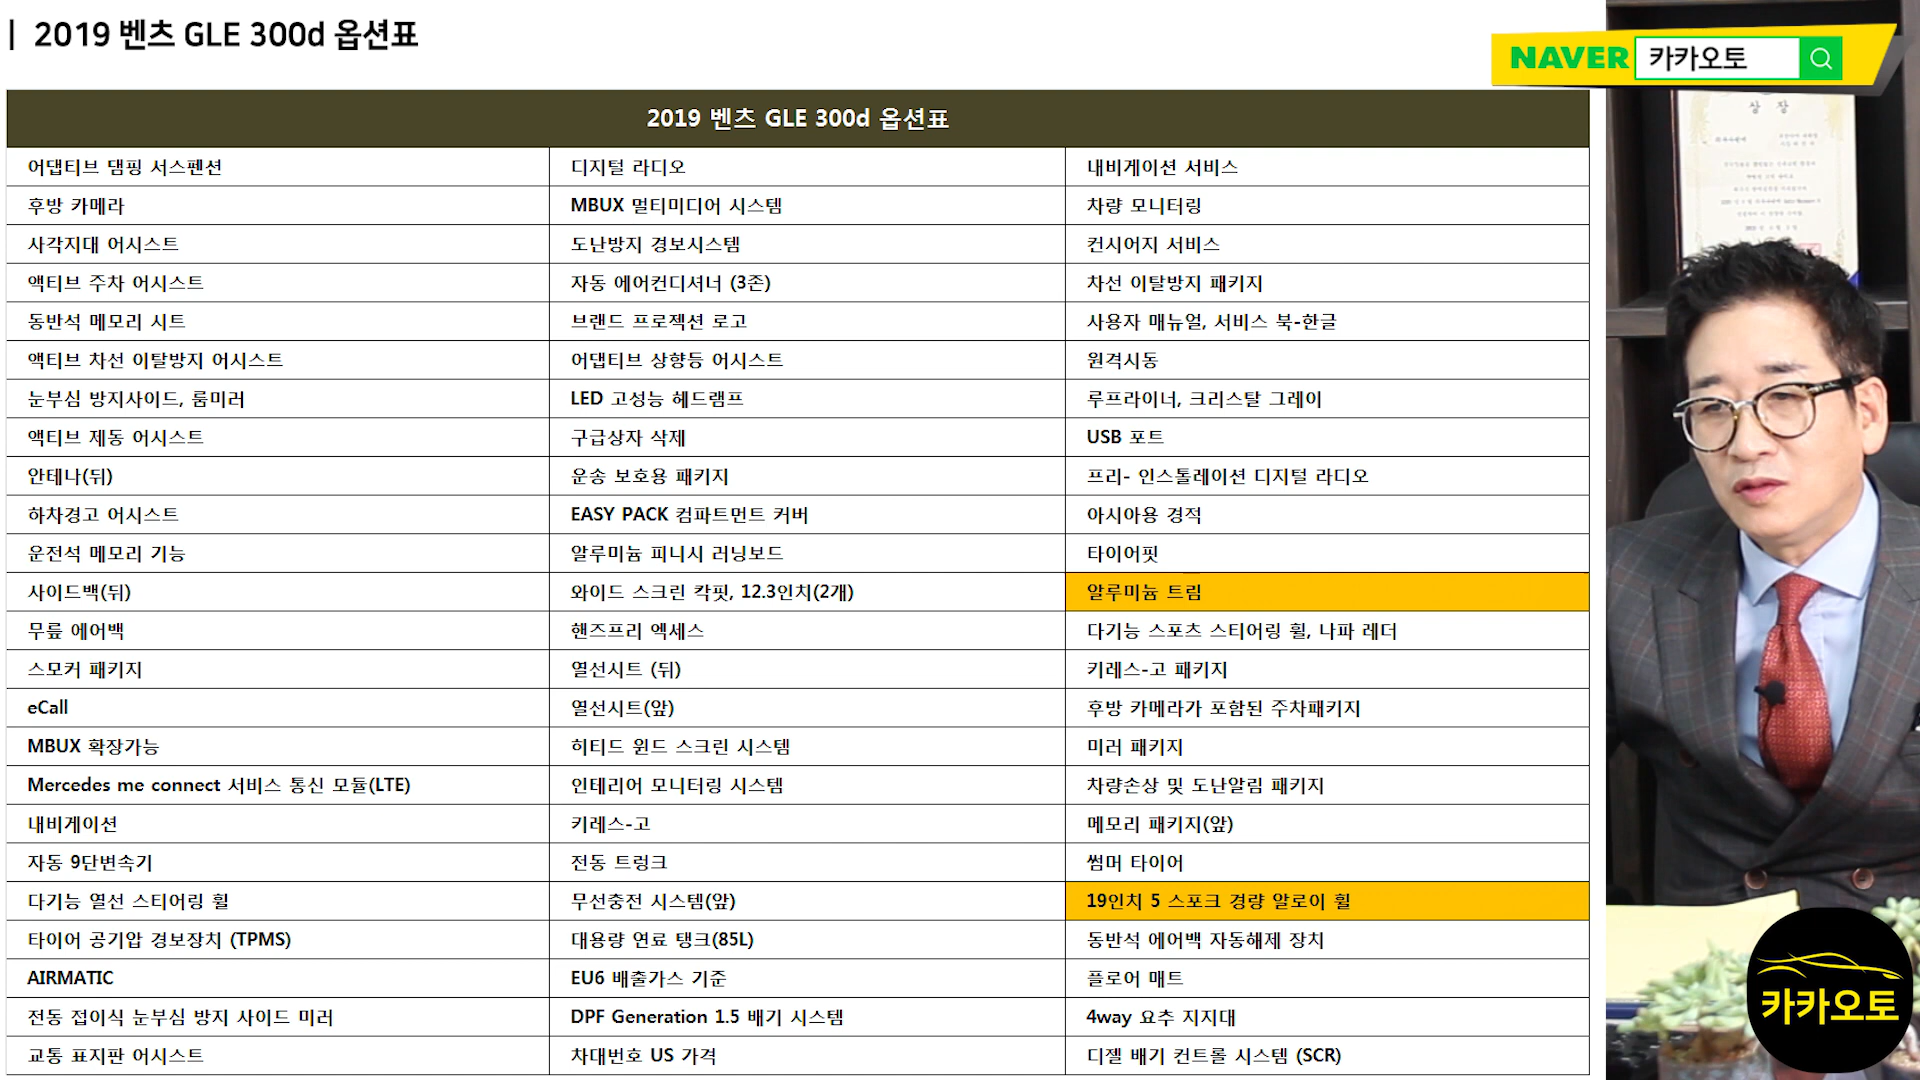 2019 벤츠 GLE 300d 옵션표
NAVER 카카오토
2019 벤츠 GLE 300d 옵션표
어댑티브 댐핑 서스펜션 디지털 라디오 내비게이션 서비스
후방 카메라 MBUX 멀티미디어 시스템 차량 모니터링
사각지대 어시스트 도난방지 경보시스템 컨시어지 서비스
액티브 주차 어시스트 자동 에어컨디셔너 (3존) 차선 이탈방지 패키지
동반석 메모리 시트 브랜드 프로젝션 로고 사용자 매뉴얼, 서비스 북-한글
액티브 차선 이탈방지 어시스트 어댑티브 상향등 어시스트 원격시동
눈부심 방지사이드, 룸미러 LED 고성능 헤드램프 루프라이너, 크리스탈 그레이
액티브 제동 어시스트 구급상자 삭제 USB 포트
안테나(뒤) 운송 보호용 패키지 프리- 인스톨레이션 디지털 라디오
하차경고 어시스트 EASY PACK 컴파트먼트 커버 아시아용 경적
운전석 메모리 기능 알루미늄 피니시 러닝보드 타이어핏
사이드백(뒤) 와이드 스크린 칵핏, 12.3인치(2개) 알루미늄 트림
무릎 에어백 핸즈프리 엑세스 다기능 스포츠 스티어링 휠, 나파 레더
스모커 패키지 열선시트 (뒤) 키레스-고 패키지
eCall 열선시트(앞) 후방 카메라가 포함된 주차패키지
MBUX 확장가능 히티드 윈드 스크린 시스템 미러 패키지
Mercedes me connect 서비스 통신 모듈(LTE) 인테리어 모니터링 시스템 차량손상 및 도난알림 패키지
내비게이션 키레스-고 메모리 패키지(앞)
자동 9단변속기 전동 트렁크 썸머 타이어
다기능 열선 스티어링 휠 무선충전 시스템(앞) 19인치 5 스포크 경량 알로이 휠
타이어 공기압 경보장치 (TPMS) 대용량 연료 탱크(85L) 동반석 에어백 자동해제 장치
AIRMATIC EU6 배출가스 기준 플로어 매트
전동 접이식 눈부심 방지 사이드 미러 DPF Generation 1.5 배기 시스템 4way 요추 지지대
교통 표지판 어시스트 차대번호 US 가격 디젤 배기 컨트롤 시스템 (SCR)
상 장
카카오토